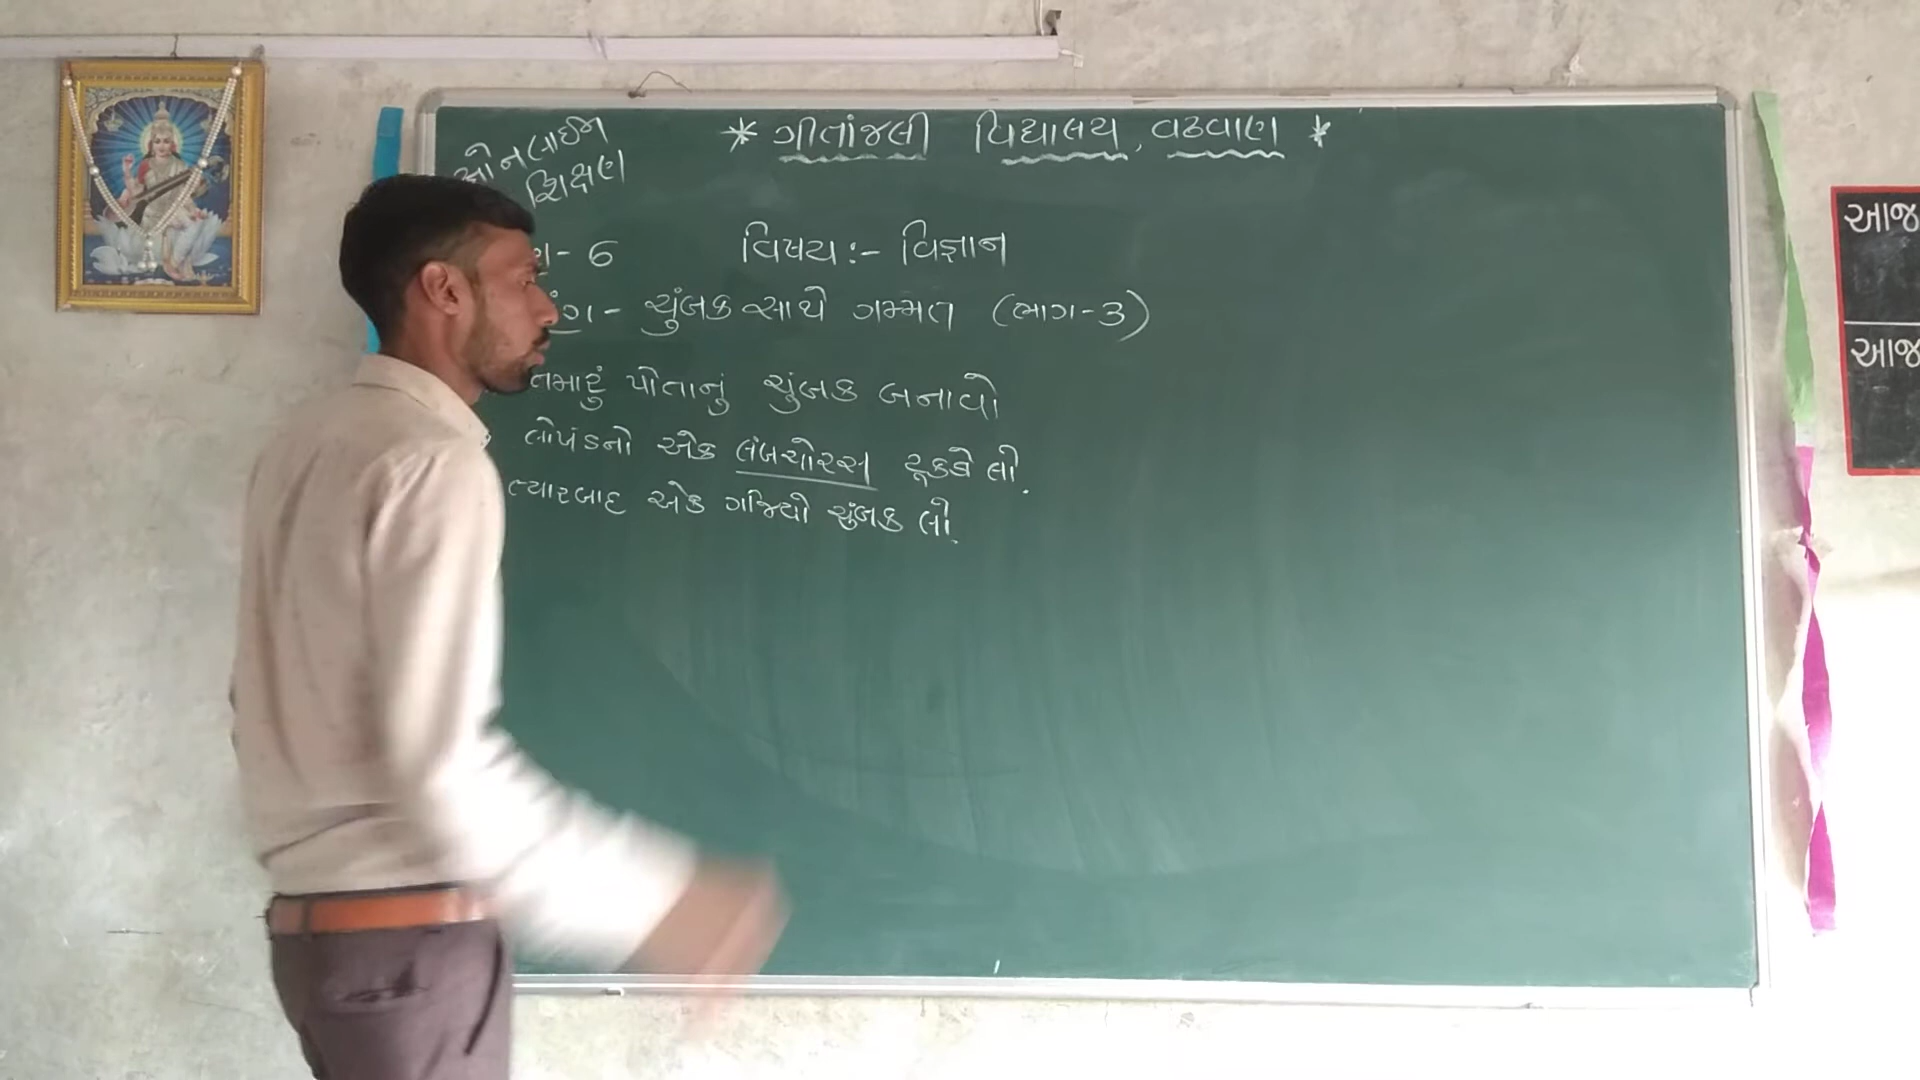 ઓનલાઈન
શિક્ષણ
* ગીતાંજલી વિદ્યાલય, વઢવાણ *
- 6 વિષય:- વિજ્ઞાન
- ચુંબક સાથે ગમ્મત (ભાગ-3)
તમારું પોતાનું ચુંબક બનાવો
લોખંડનો એક લંબચોરસ ટૂકડો લો.
ત્યારબાદ એક ગજિયો ચુંબક લો.
આજ
આજ